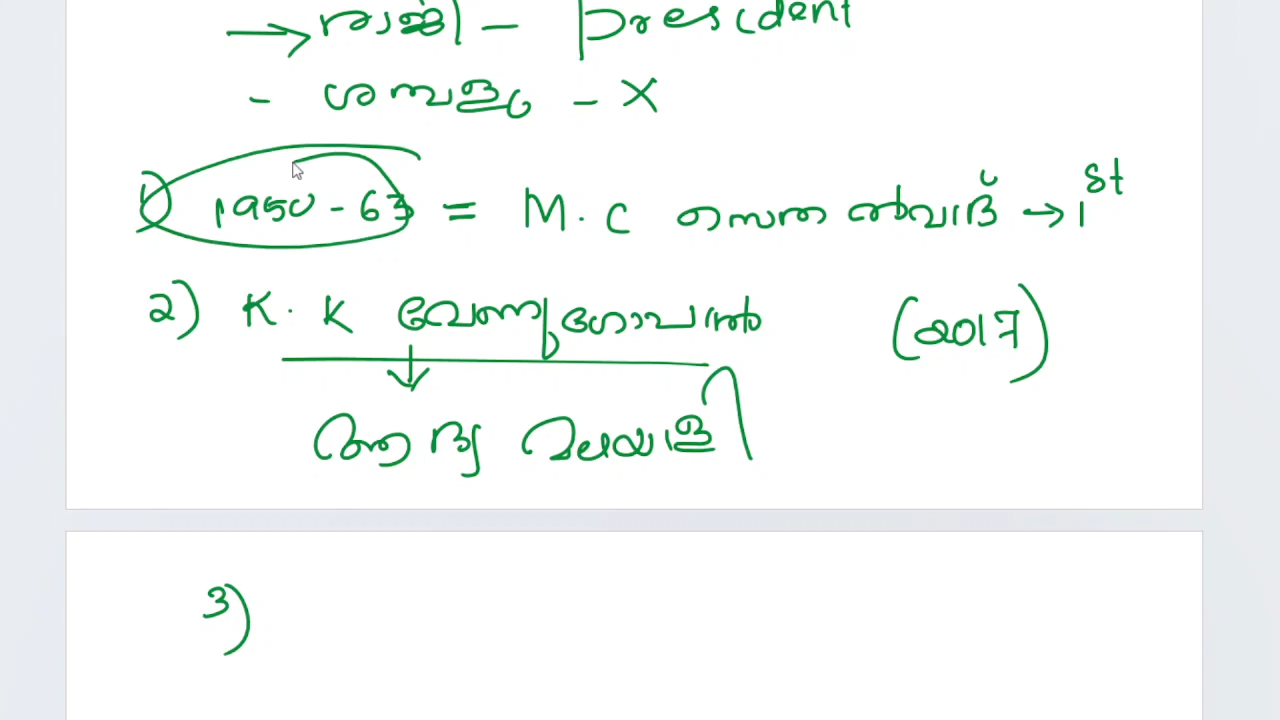 → രാജി - President
- ശമ്പളം - X
1) 1950-63 = M.C സെതൽവാദ് → 1st
2) K.K വേണുഗോപാൽ (2017)
ആദ്യ മലയാളി
3)